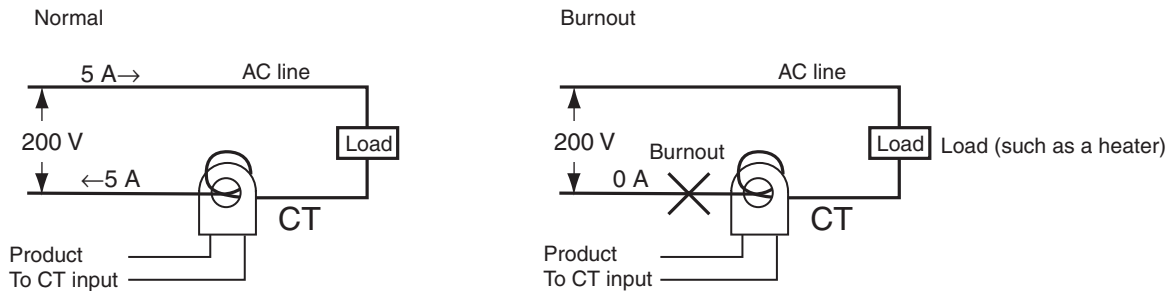 Normal
5 A→
AC line
200 V
Load
←5 A
CT
Product
To CT input
Burnout
AC line
200 V
Load
Load (such as a heater)
Burnout
0 A
CT
Product
To CT input